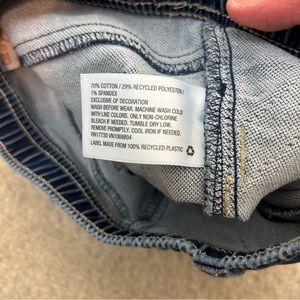 70% COTTON / 29% RECYCLED POLYESTER /
1% SPANDEX
EXCLUSIVE OF DECORATION
WASH BEFORE WEAR. MACHINE WASH COLD
WITH LIKE COLORS. ONLY NON-CHLORINE
BLEACH IF NEEDED. TUMBLE DRY LOW,
REMOVE PROMPTLY. COOL IRON IF NEEDED.
RN17730 VN1069804
LABEL MADE FROM 100% RECYCLED PLASTIC